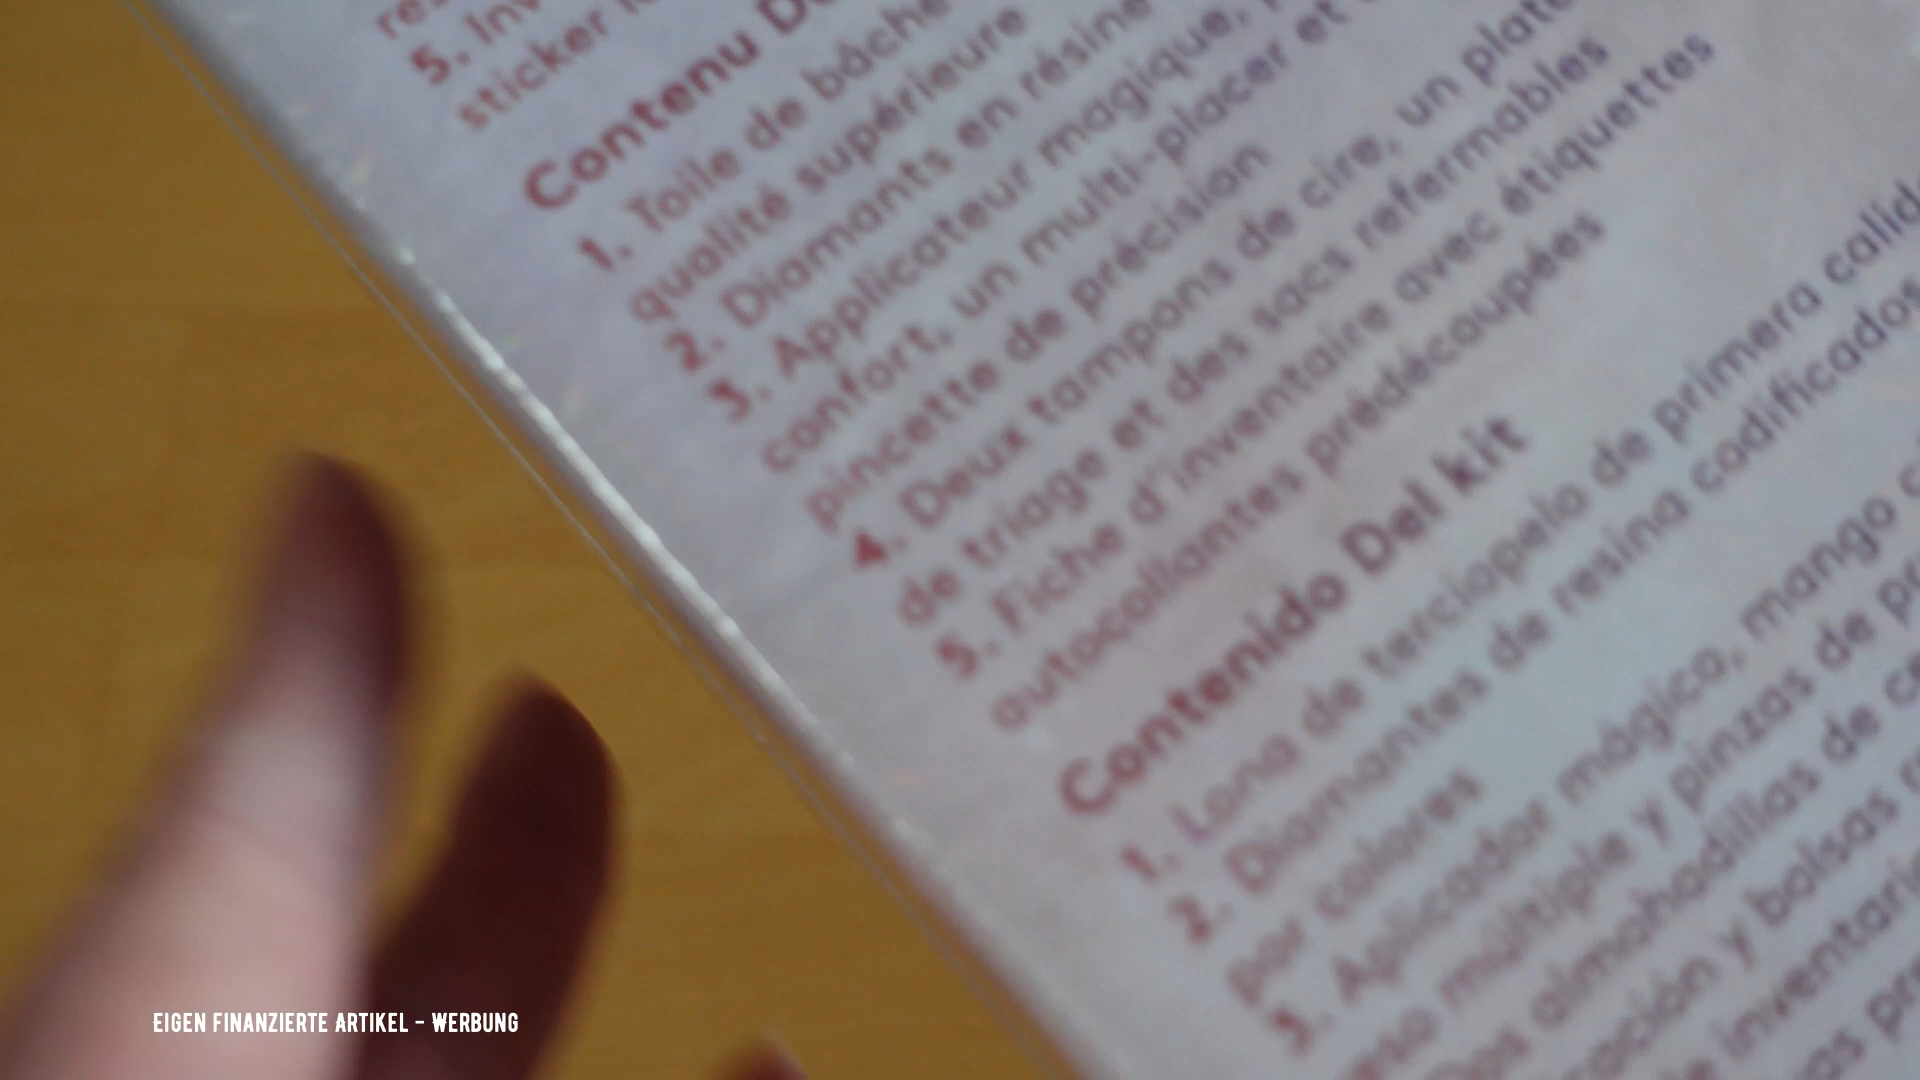 5. Inv
sticker
Contenu De
1. Toile de bâche
qualité supérieure
2. Diamants en résine
3. Applicateur magique,
confort, un multi-placer et
pincette de précision
4. Deux tampons de cire, un plate
de triage et des sacs refermables
5. Fiche d'inventaire avec étiquettes
autocollantes prédécoupées
Contenido Del kit
1. Lona de terciopelo de primera calid
2. Diamantes de resina codificados
por colores
3. Aplicador mágico, mango
múltiple y pinzas de
Dos almohadillas de
y bolsas
inventario
EIGEN FINANZIERTE ARTIKEL - WERBUNG